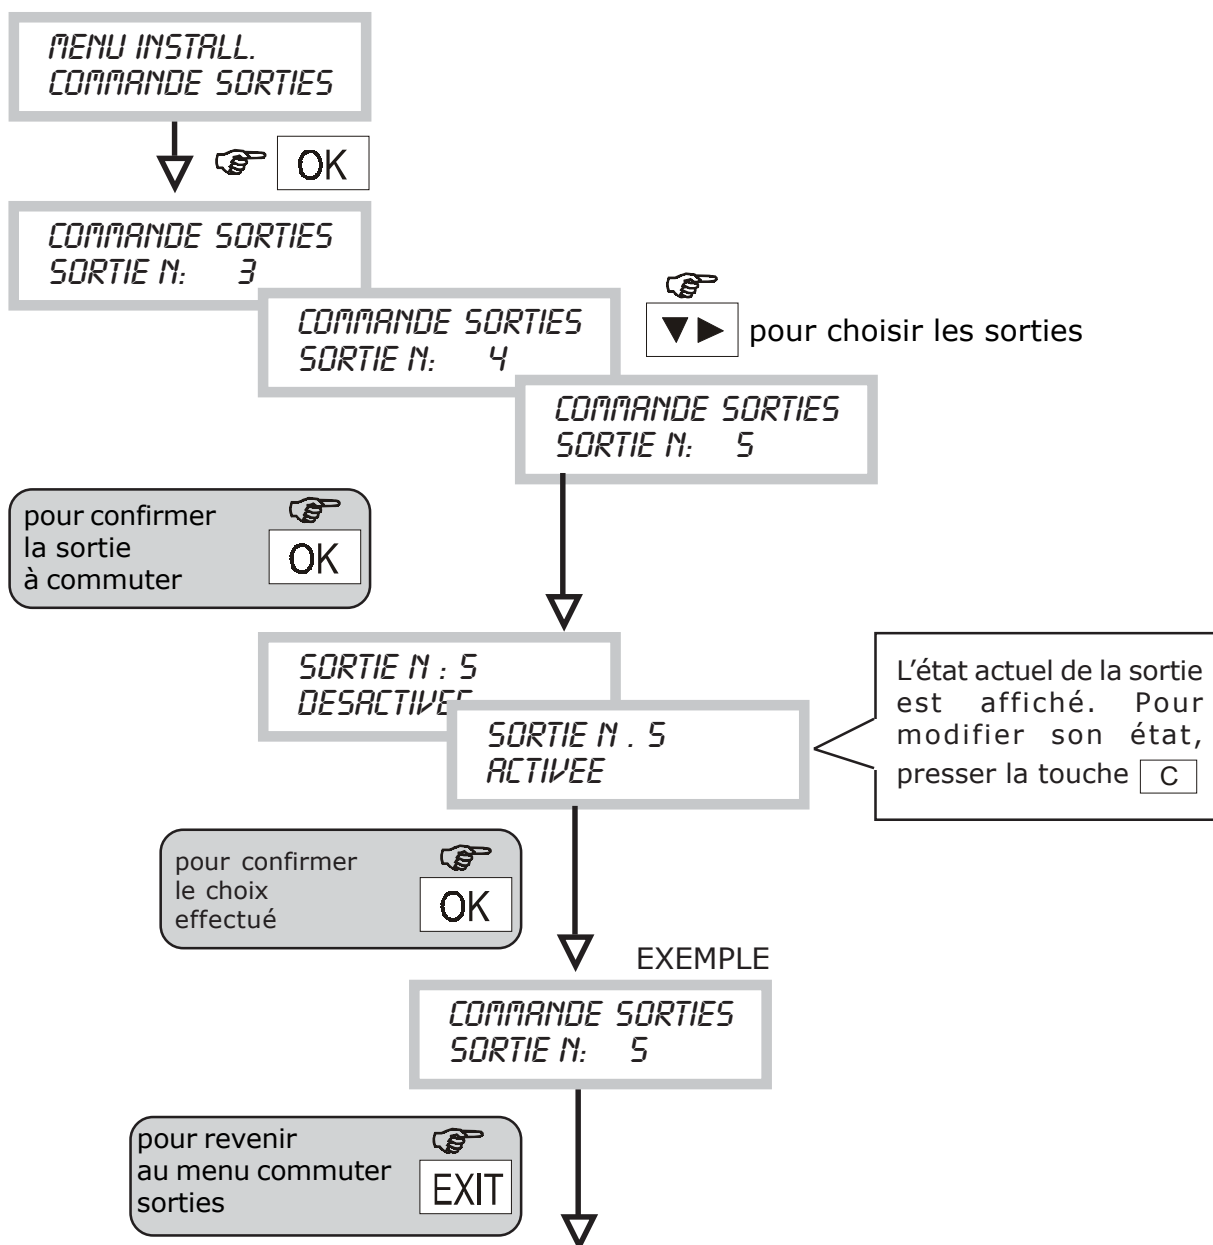 MENU INSTALL.
COMMANDE SORTIES
OK
COMMANDE SORTIES
SORTIE N: 3
COMMANDE SORTIES
SORTIE N: 4
▼▶ pour choisir les sorties
COMMANDE SORTIES
SORTIE N: 5
pour confirmer
la sortie
à commuter
OK
SORTIE N : 5
DESACTIVEE
SORTIE N . 5
ACTIVEE
L’état actuel de la sortie
est affiché. Pour
modifier son état,
presser la touche C
pour confirmer
le choix
effectué
OK
EXEMPLE
COMMANDE SORTIES
SORTIE N: 5
pour revenir
au menu commuter
sorties
EXIT